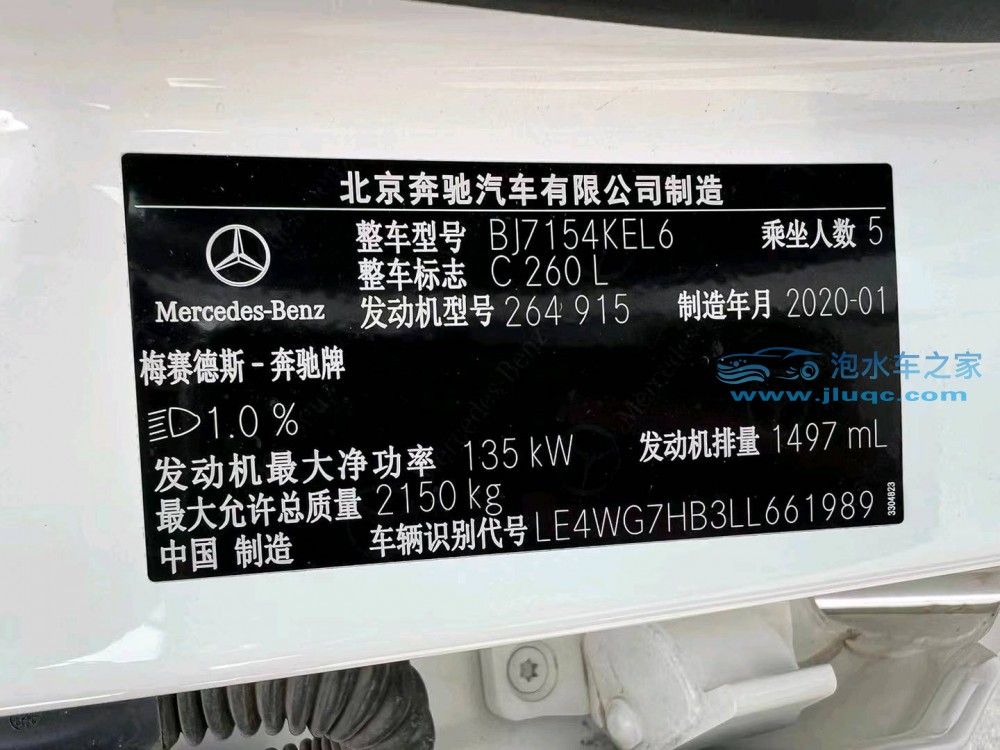 北京奔驰汽车有限公司制造
整车型号 BJ7154KEL6 乘坐人数 5
整车标志 C 260 L
Mercedes-Benz
发动机型号 264 915 制造年月 2020-01
梅赛德斯-奔驰牌
泡水车之家
www.jluqc.com
1.0 %
发动机最大净功率 135 kW 发动机排量 1497 mL
最大允许总质量 2150 kg
中国 制造 车辆识别代号 LE4WG7HB3LL661989
3304823